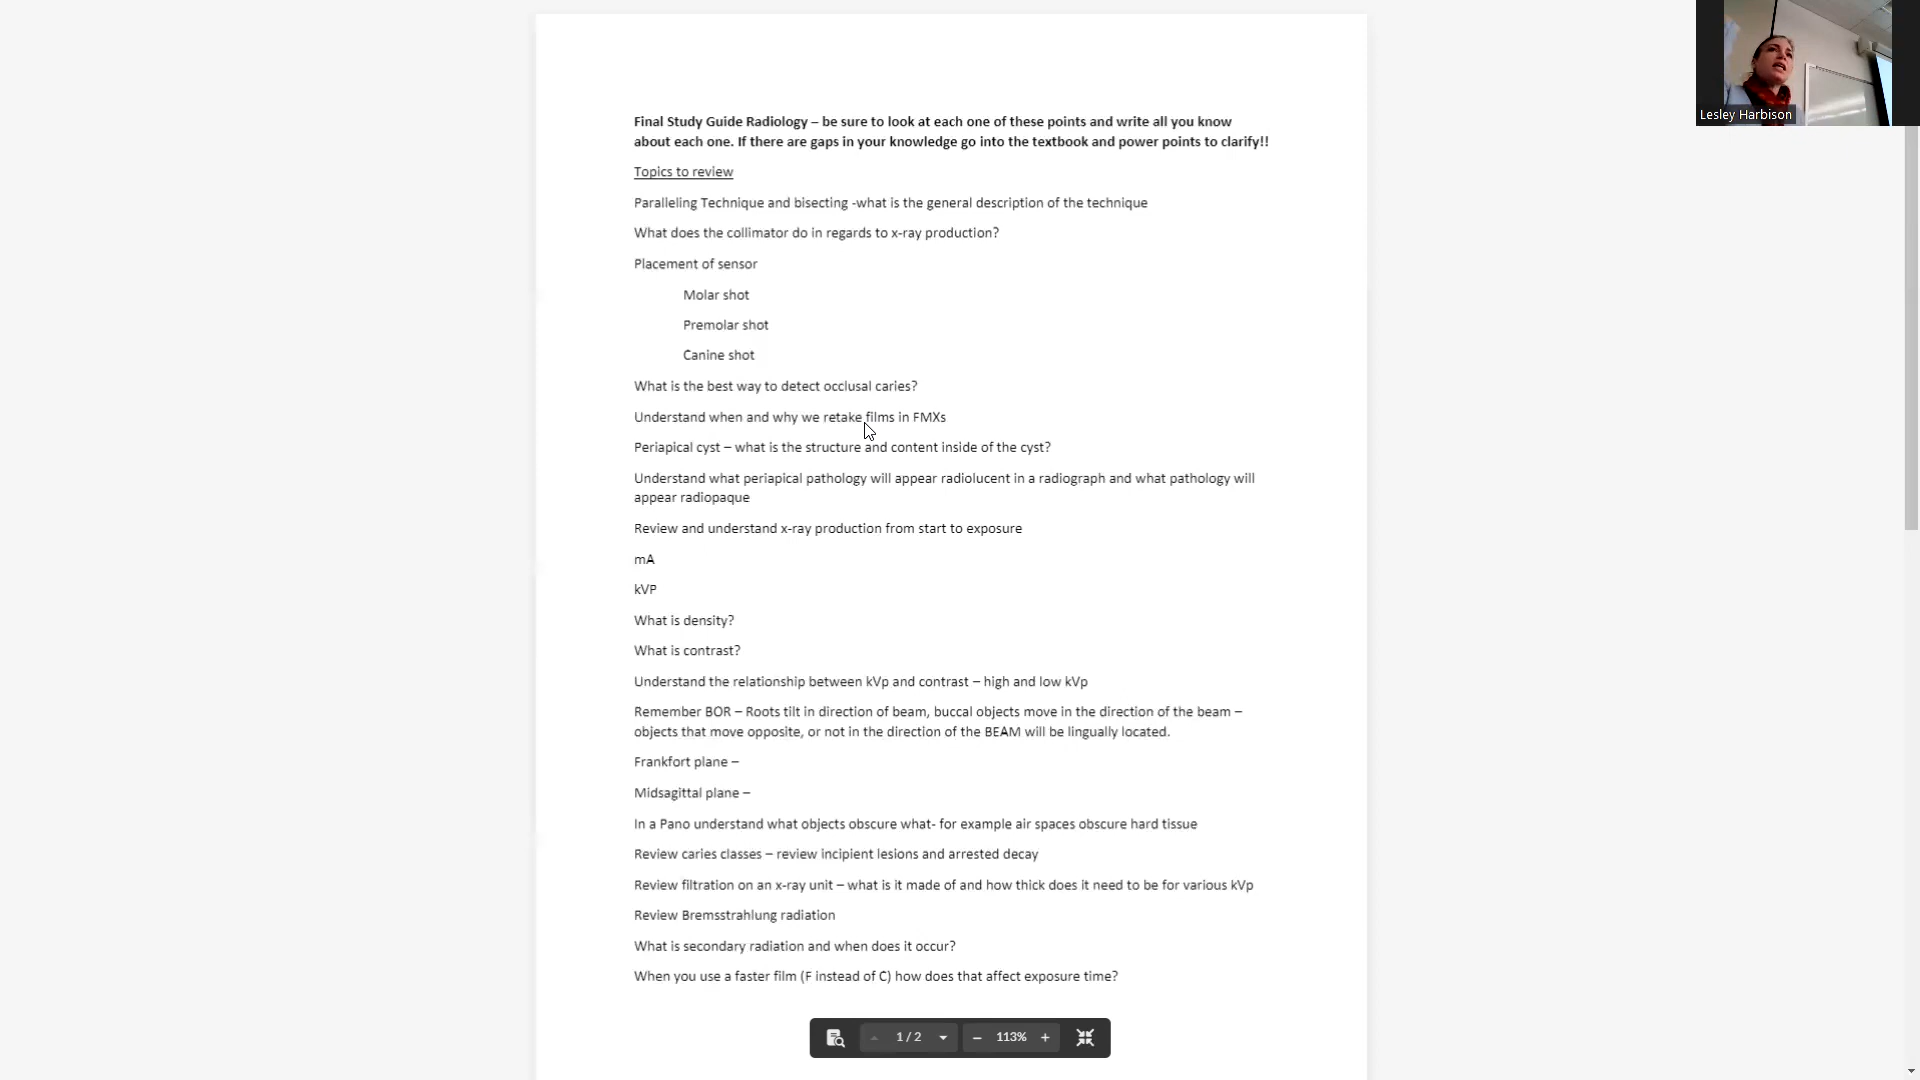 Lesley Harbison
Final Study Guide Radiology – be sure to look at each one of these points and write all you know
about each one. If there are gaps in your knowledge go into the textbook and power points to clarify!!
Topics to review
Paralleling Technique and bisecting -what is the general description of the technique
What does the collimator do in regards to x-ray production?
Placement of sensor
Molar shot
Premolar shot
Canine shot
What is the best way to detect occlusal caries?
Understand when and why we retake films in FMXs
Periapical cyst – what is the structure and content inside of the cyst?
Understand what periapical pathology will appear radiolucent in a radiograph and what pathology will
appear radiopaque
Review and understand x-ray production from start to exposure
mA
kVP
What is density?
What is contrast?
Understand the relationship between kVp and contrast – high and low kVp
Remember BOR – Roots tilt in direction of beam, buccal objects move in the direction of the beam –
objects that move opposite, or not in the direction of the BEAM will be lingually located.
Frankfort plane –
Midsagittal plane –
In a Pano understand what objects obscure what- for example air spaces obscure hard tissue
Review caries classes – review incipient lesions and arrested decay
Review filtration on an x-ray unit – what is it made of and how thick does it need to be for various kVp
Review Bremsstrahlung radiation
What is secondary radiation and when does it occur?
When you use a faster film (F instead of C) how does that affect exposure time?
1 / 2
113%